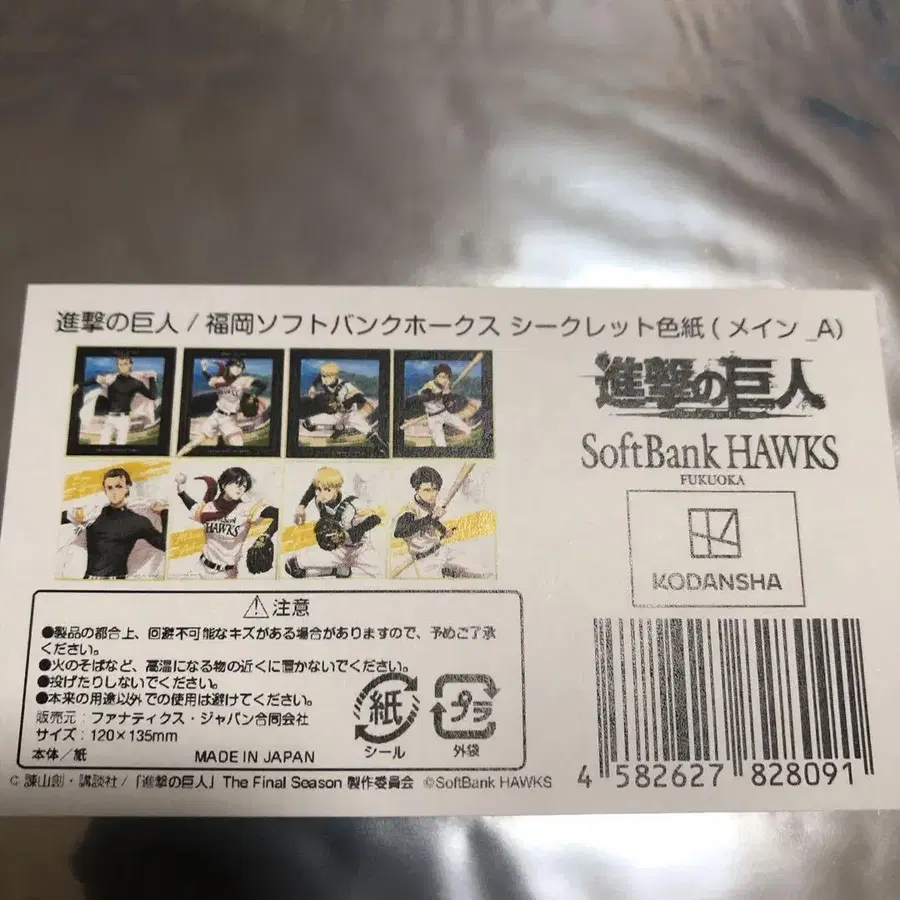 進撃の巨人 / 福岡ソフトバンクホークス シークレット色紙 ( メイン _A)
進撃の巨人
SoftBank HAWKS
FUKUOKA
KODANSHA
HAWKS
HAWKS
⚠注意
●製品の都合上、回避不可能なキズがある場合がありますので、予めご了承
ください。
●火のそばなど、高温になる物の近くに置かないでください。
●投げたりしないでください。
●本来の用途以外での使用は避けてください。
販売元 : ファナティクス・ジャパン合同会社
サイズ : 120×135mm
本体/紙 MADE IN JAPAN
紙
シール
プラ
外袋
4 582627 828091
© 諫山創・講談社/「進撃の巨人」The Final Season 製作委員会 ©SoftBank HAWKS